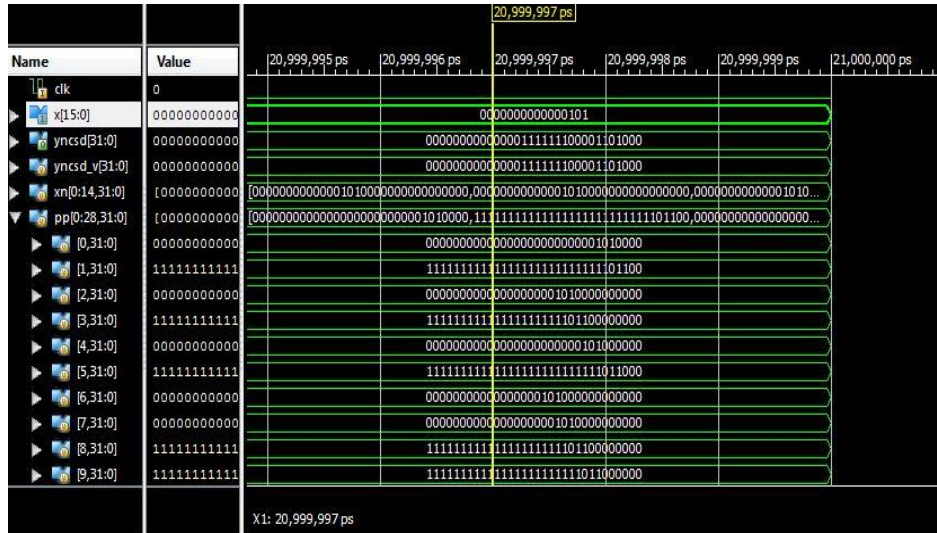 20,999,997 ps
Name Value
20,999,995 ps 20,999,996 ps 20,999,997 ps 20,999,998 ps 20,999,999 ps 21,000,000 ps
clk 0
x[15:0] 00000000000 0000000000000101
yncsd[31:0] 00000000000 00000000000000111111100001101000
yncsd_v[31:0] 00000000000 00000000000000111111100001101000
xn[0:14,31:0] [0000000000 [00000000000001010000000000000000,00000000000001010000000000000000,0000000000001010...
pp[0:28,31:0] [0000000000 [00000000000000000000000001010000,11111111111111111111111111101100,0000000000000000...
[0,31:0] 00000000000 00000000000000000000000001010000
[1,31:0] 11111111111 11111111111111111111111111101100
[2,31:0] 00000000000 00000000000000000001010000000000
[3,31:0] 11111111111 11111111111111111111101100000000
[4,31:0] 00000000000 00000000000000000000000101000000
[5,31:0] 11111111111 11111111111111111111111111011000
[6,31:0] 00000000000 00000000000000000101000000000000
[7,31:0] 00000000000 00000000000000000001010000000000
[8,31:0] 11111111111 11111111111111111111101100000000
[9,31:0] 11111111111 11111111111111111111111011000000
X1: 20,999,997 ps